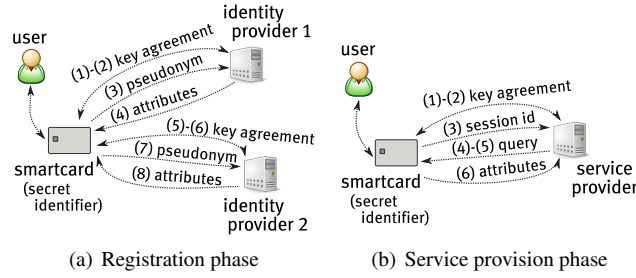 user
identity
provider 1
(1)-(2) key agreement
(3) pseudonym
(4) attributes
smartcard
(secret
identifier)
(5)-(6) key agreement
(7) pseudonym
(8) attributes
identity
provider 2
(a) Registration phase
user
(1)-(2) key agreement
(3) session id
(4)-(5) query
(6) attributes
smartcard
(secret
identifier)
service
provider
(b) Service provision phase